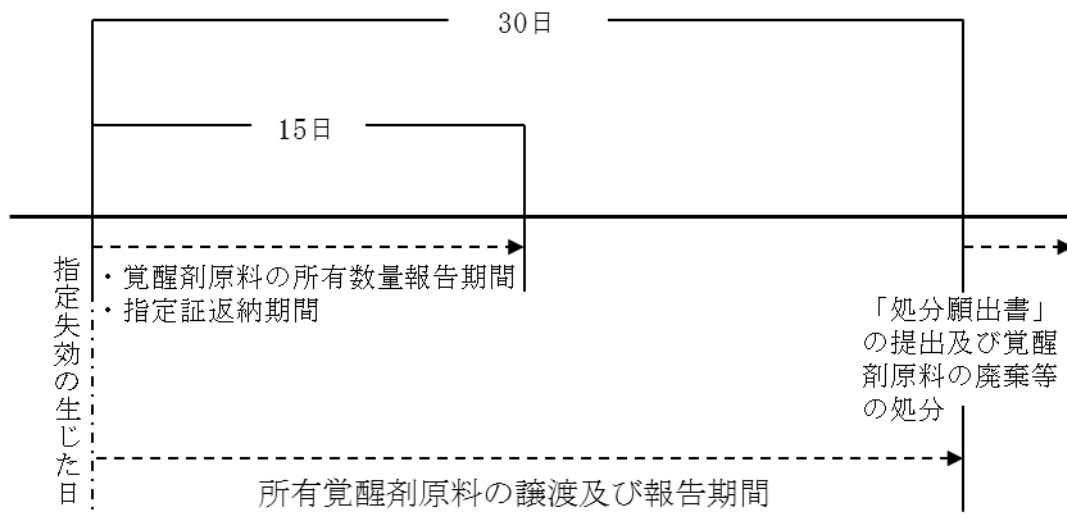 30日
15日
指定失効の生じた日
・覚醒剤原料の所有数量報告期間
・指定証返納期間
「処分願出書」
の提出及び覚醒
剤原料の廃棄等
の処分
所有覚醒剤原料の譲渡及び報告期間